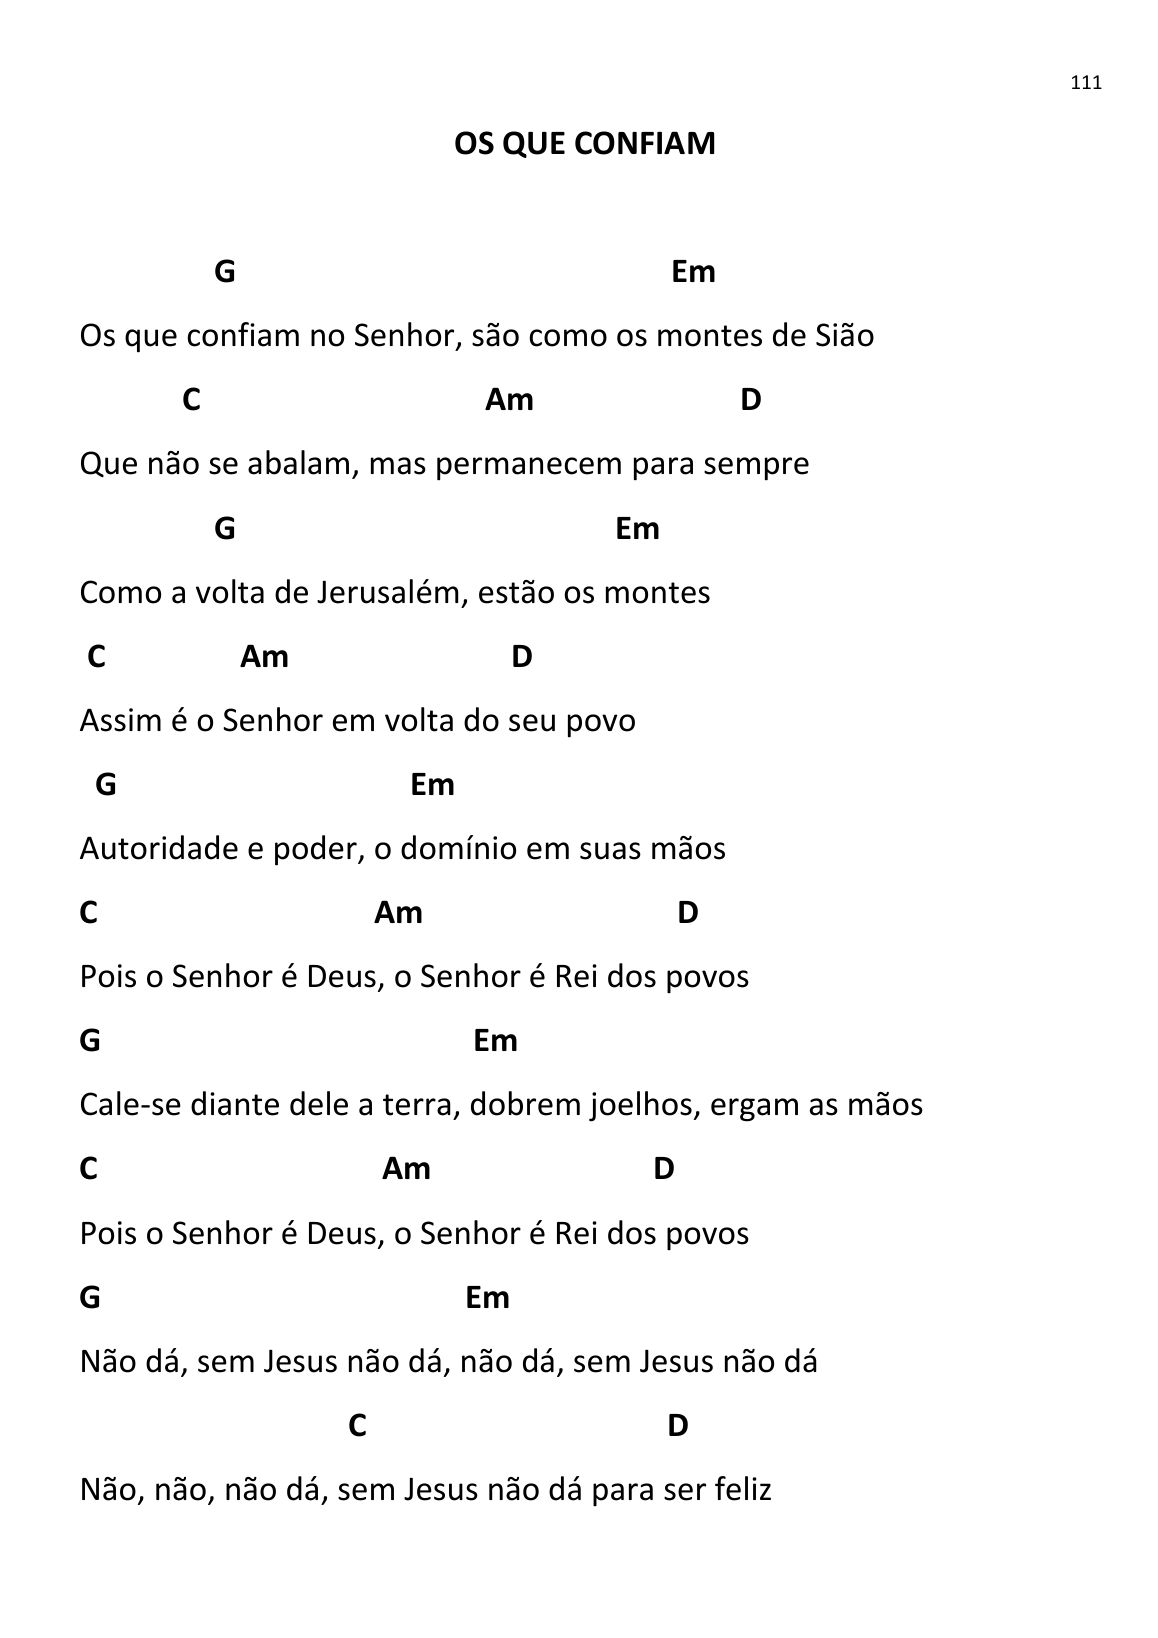 111
OS QUE CONFIAM
G Em
Os que confiam no Senhor, são como os montes de Sião
C Am D
Que não se abalam, mas permanecem para sempre
G Em
Como a volta de Jerusalém, estão os montes
C Am D
Assim é o Senhor em volta do seu povo
G Em
Autoridade e poder, o domínio em suas mãos
C Am D
Pois o Senhor é Deus, o Senhor é Rei dos povos
G Em
Cale-se diante dele a terra, dobrem joelhos, ergam as mãos
C Am D
Pois o Senhor é Deus, o Senhor é Rei dos povos
G Em
Não dá, sem Jesus não dá, não dá, sem Jesus não dá
C D
Não, não, não dá, sem Jesus não dá para ser feliz